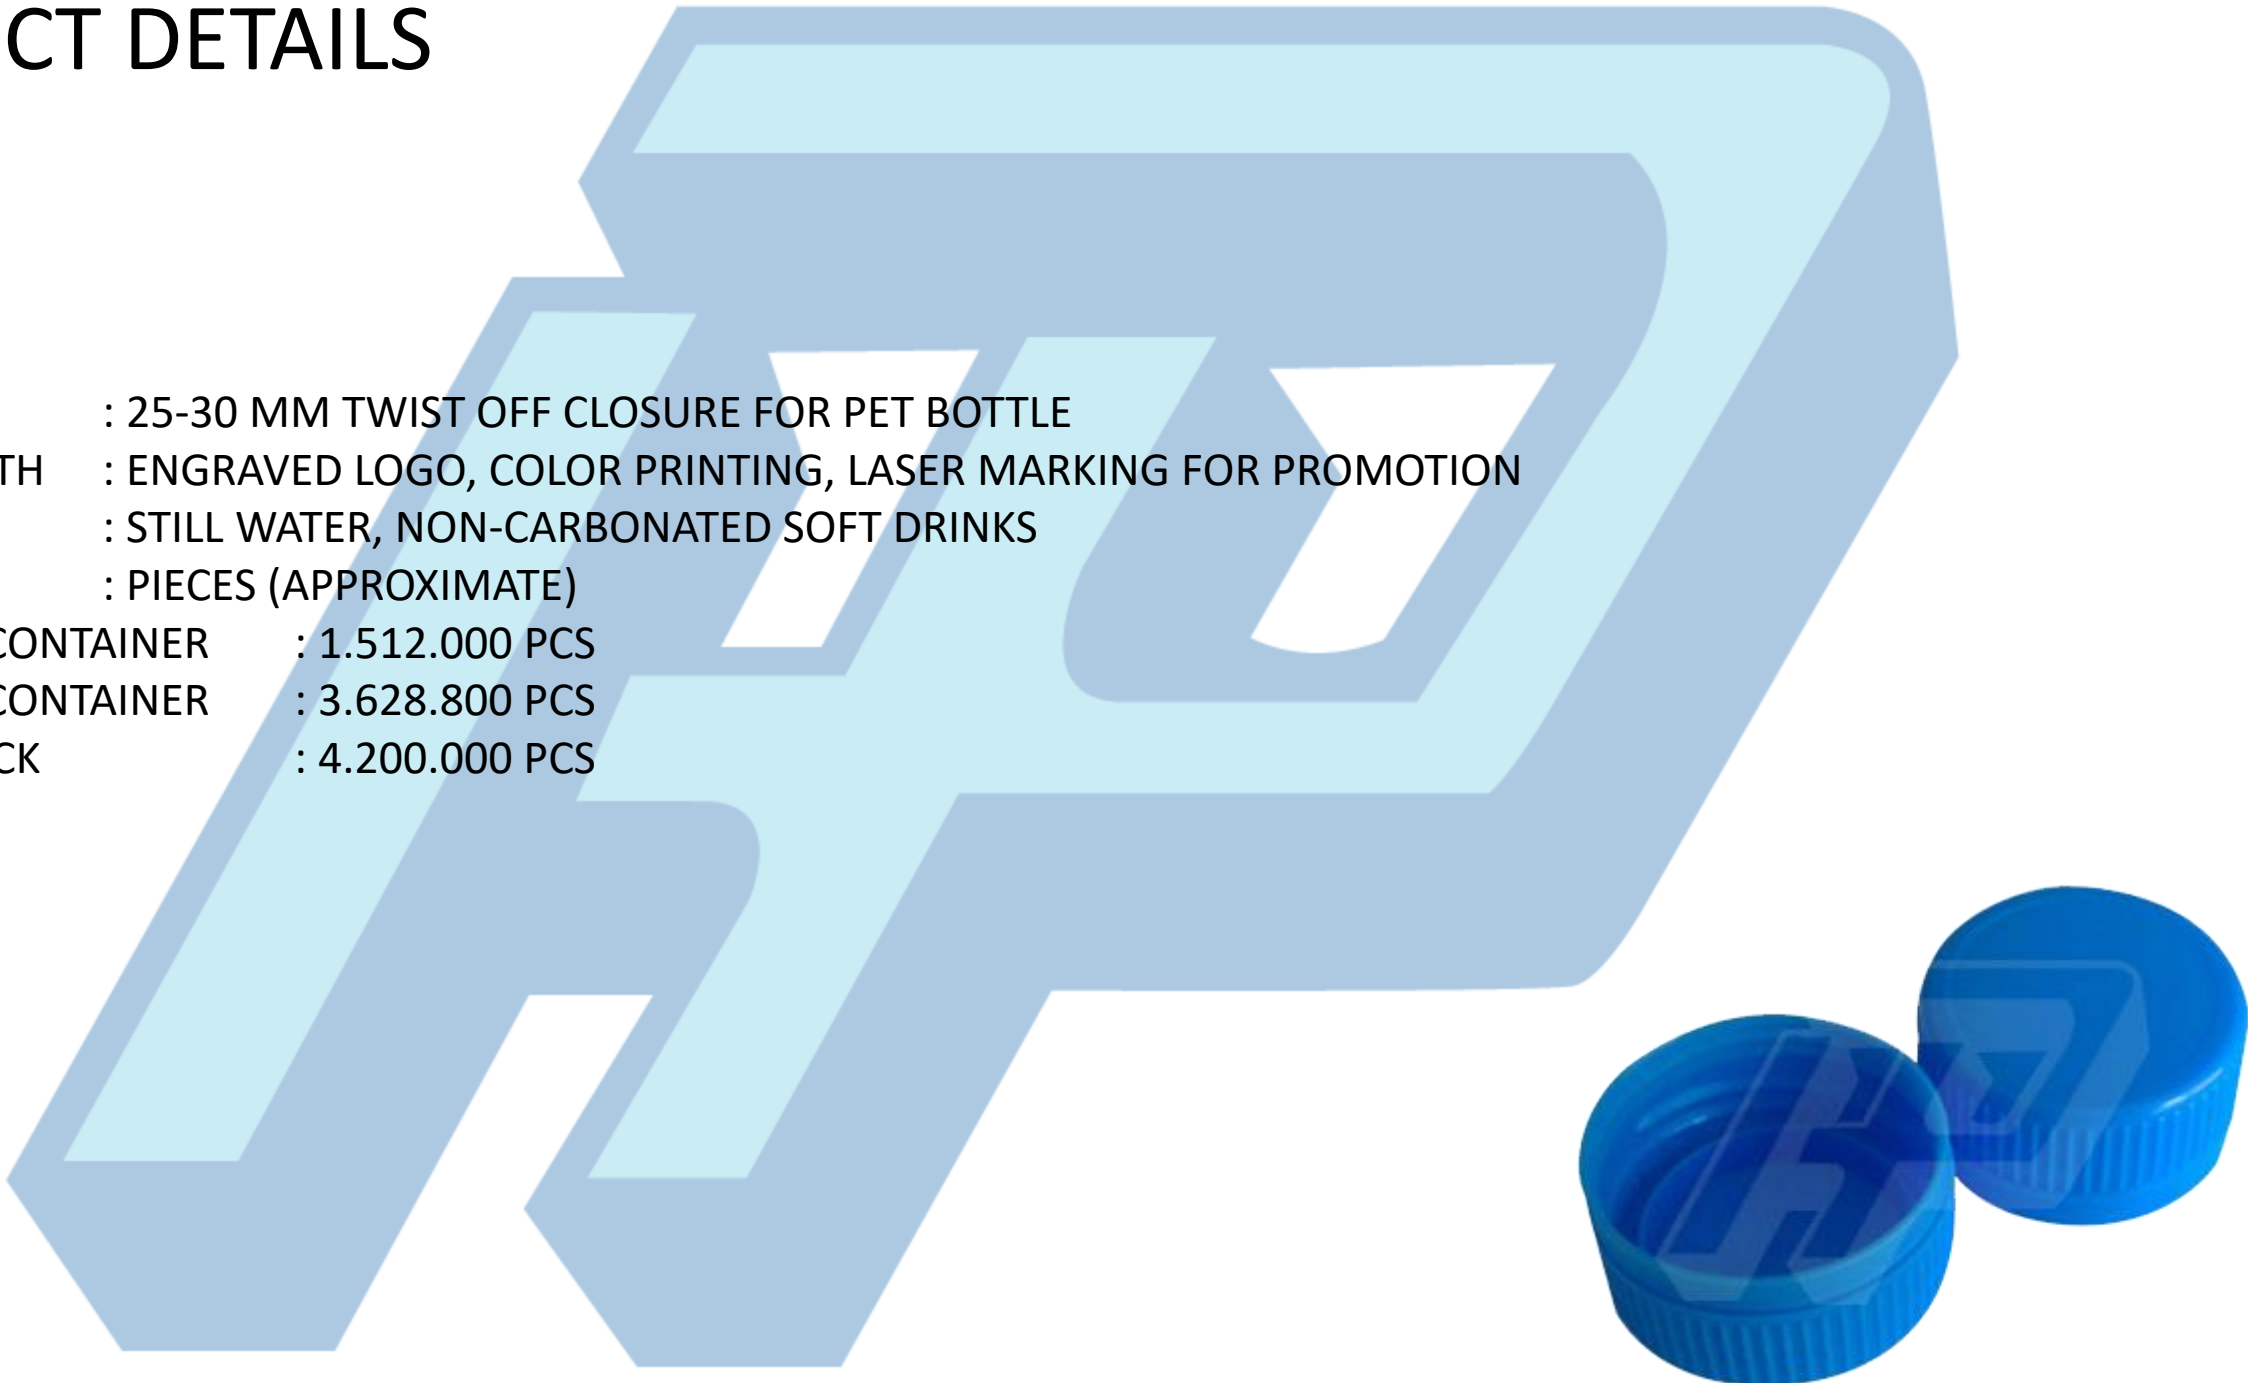 CT DETAILS
: 25-30 MM TWIST OFF CLOSURE FOR PET BOTTLE
TH : ENGRAVED LOGO, COLOR PRINTING, LASER MARKING FOR PROMOTION
: STILL WATER, NON-CARBONATED SOFT DRINKS
: PIECES (APPROXIMATE)
CONTAINER : 1.512.000 PCS
CONTAINER : 3.628.800 PCS
CK : 4.200.000 PCS